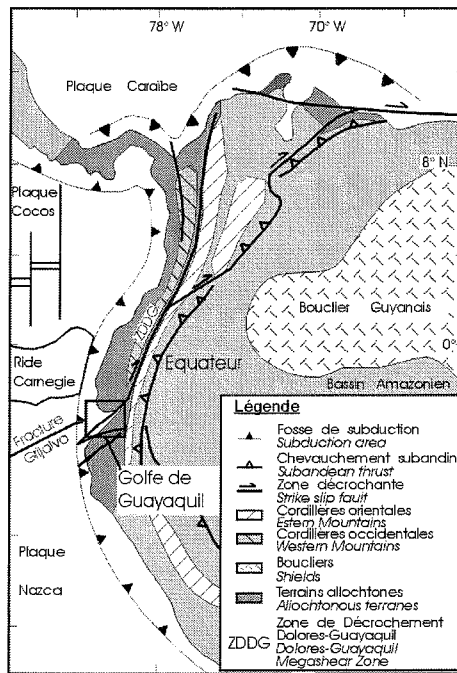 78° W
70° W
Plaque Caraïbe
8° N
Plaque
Cocos
Bouclier Guyanais
ZDDG
0°
Equateur
Ride
Carnegie
Bassin Amazonien
Fracture
Grijalva
Golfe de
Guayaquil
Plaque
Nazca
Légende
Fosse de subduction
Subduction area
Chevauchement subandin
Subandean thrust
Zone décrochante
Strike slip fault
Cordillères orientales
Estern Mountains
Cordillères occidentales
Western Mountains
Boucliers
Shields
Terrains allochtones
Allochtonous terranes
Zone de Décrochement
ZDDG Dolores-Guayaquil
Dolores-Guayaquil
Megashear Zone